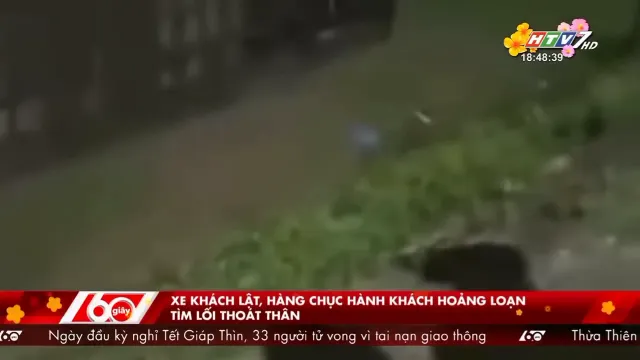 HTV7 HD
18:48:39
60 giây
XE KHÁCH LẬT, HÀNG CHỤC HÀNH KHÁCH HOẢNG LOẠN
TÌM LỐI THOÁT THÂN
60 Ngày đầu kỳ nghỉ Tết Giáp Thìn, 33 người tử vong vì tai nạn giao thông 60 Thừa Thiên